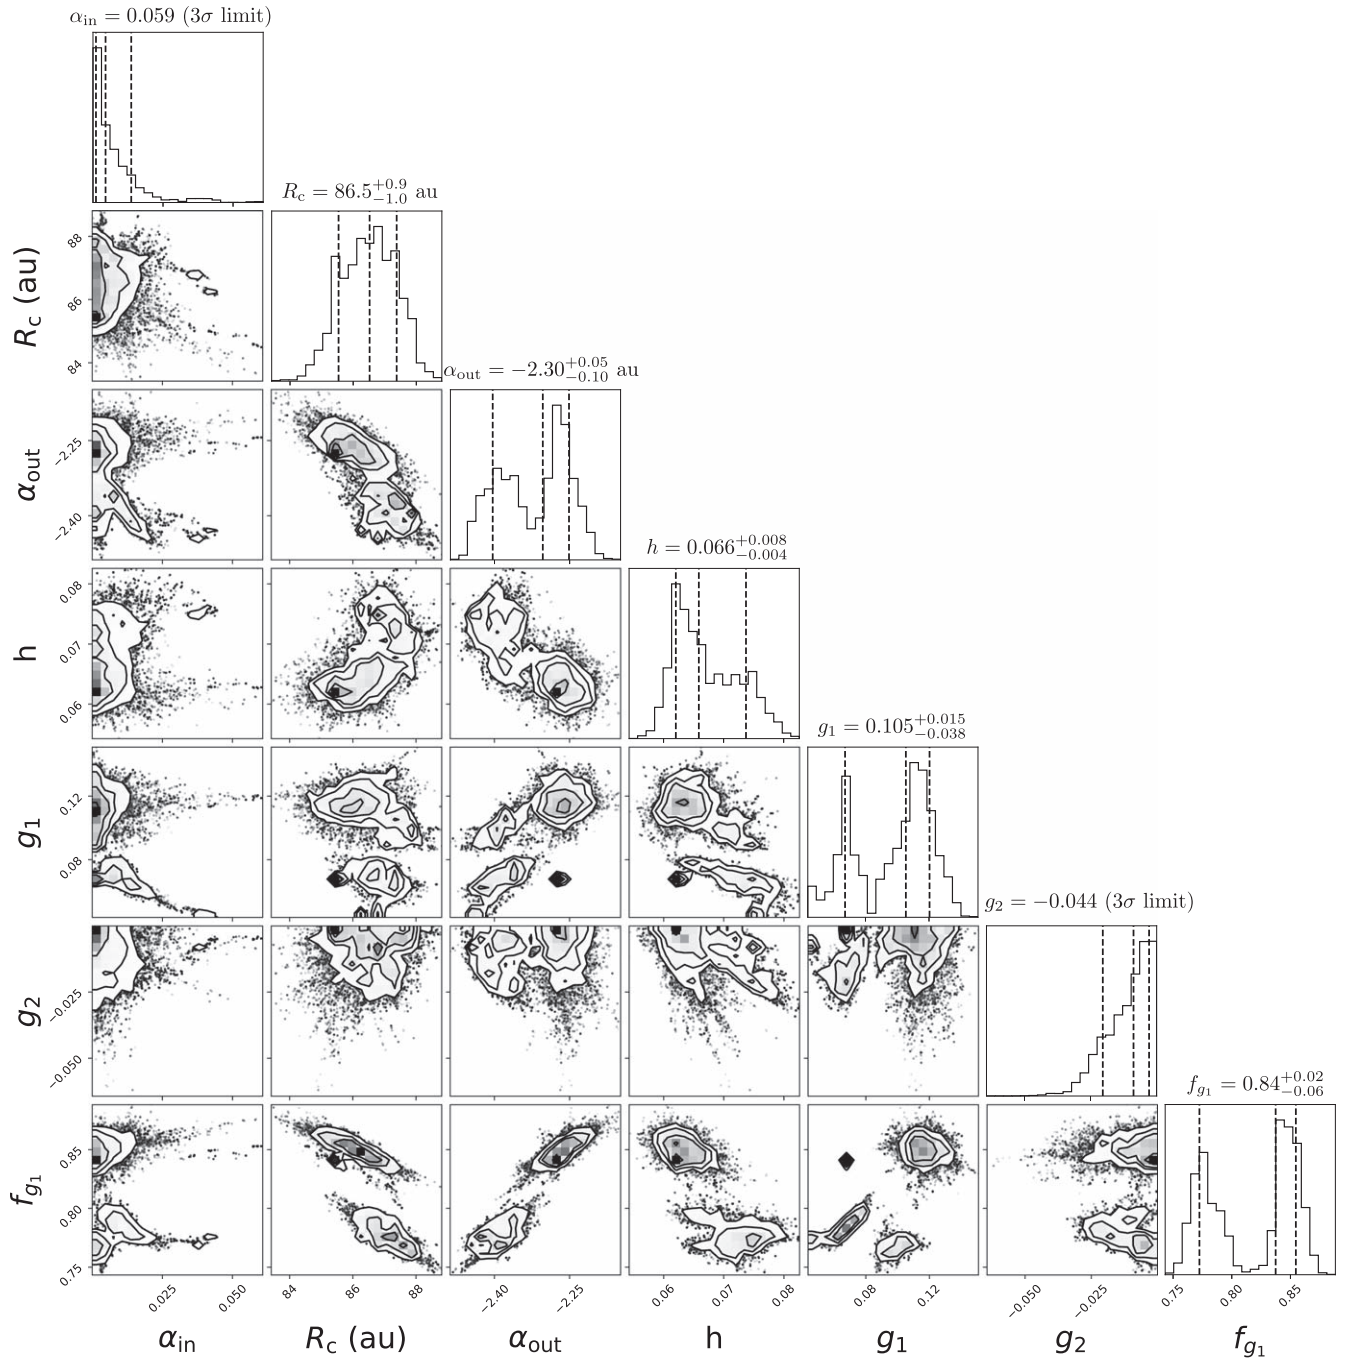 α_in = 0.059 (3σ limit)
R_c = 86.5^{+0.9}_{−1.0} au
88
86
84
R_c (au)
α_out = −2.30^{+0.05}_{−0.10} au
−2.25
−2.40
α_out
h = 0.066^{+0.008}_{−0.004}
0.08
0.07
0.06
h
g_1 = 0.105^{+0.015}_{−0.038}
0.12
0.08
g_1
g_2 = −0.044 (3σ limit)
−0.025
−0.050
g_2
f_{g_1} = 0.84^{+0.02}_{−0.06}
0.85
0.80
0.75
f_{g_1}
0.025 0.050 84 86 88 −2.40 −2.25 0.06 0.07 0.08 0.08 0.12 −0.050 −0.025 0.75 0.80 0.85
α_in R_c (au) α_out h g_1 g_2 f_{g_1}